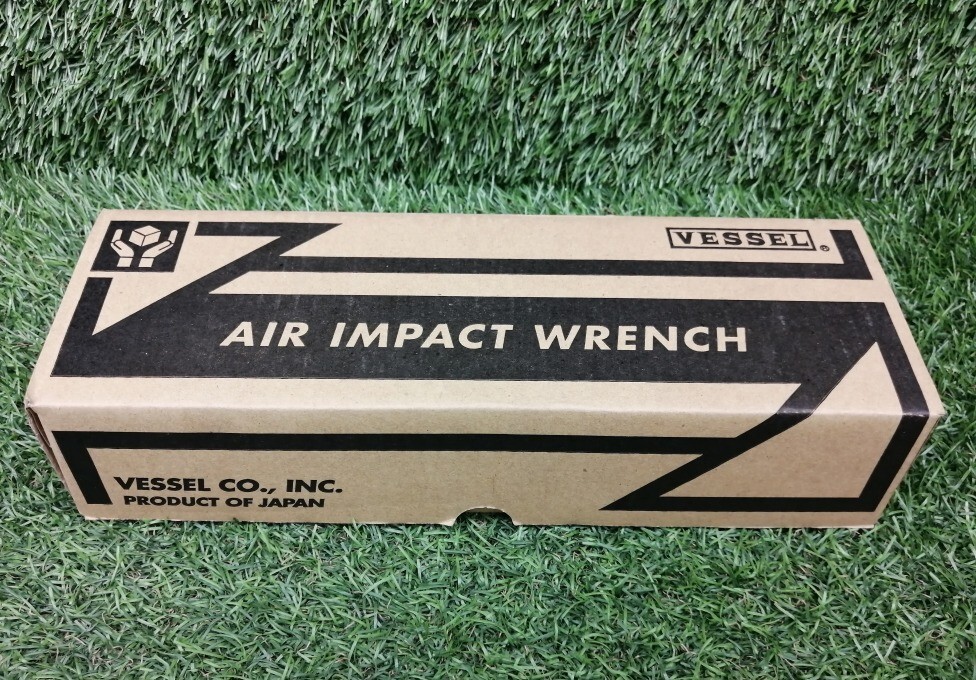 VESSEL®
AIR IMPACT WRENCH
VESSEL CO., INC.
PRODUCT OF JAPAN